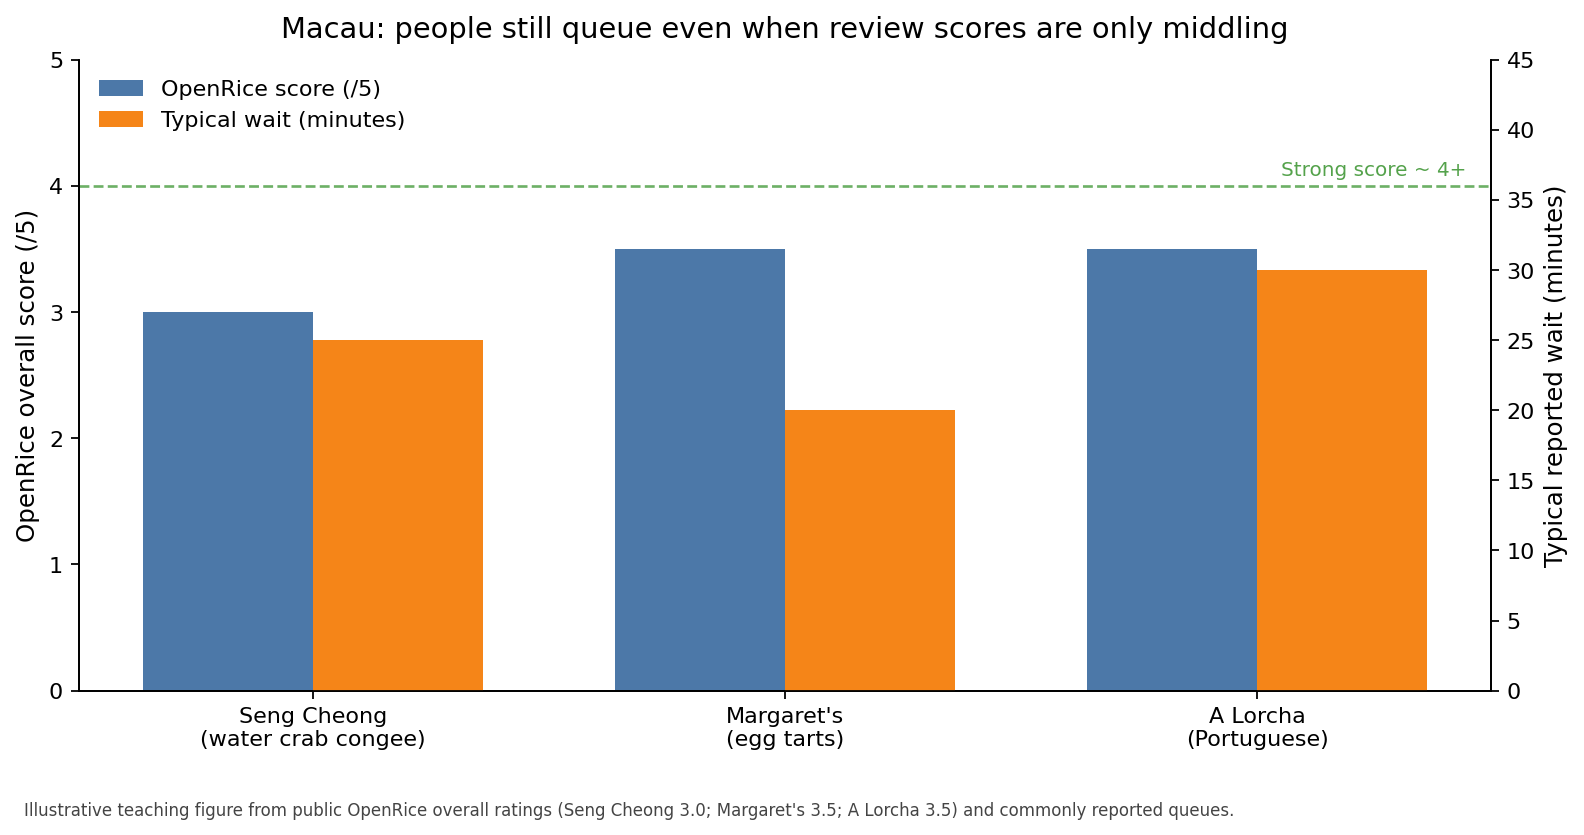 Macau: people still queue even when review scores are only middling
OpenRice score (/5)
Typical wait (minutes)
Strong score ~ 4+
OpenRice overall score (/5)
5
4
3
2
1
0
Typical reported wait (minutes)
45
40
35
30
25
20
15
10
5
0
Seng Cheong
(water crab congee)
Margaret's
(egg tarts)
A Lorcha
(Portuguese)
Illustrative teaching figure from public OpenRice overall ratings (Seng Cheong 3.0; Margaret's 3.5; A Lorcha 3.5) and commonly reported queues.